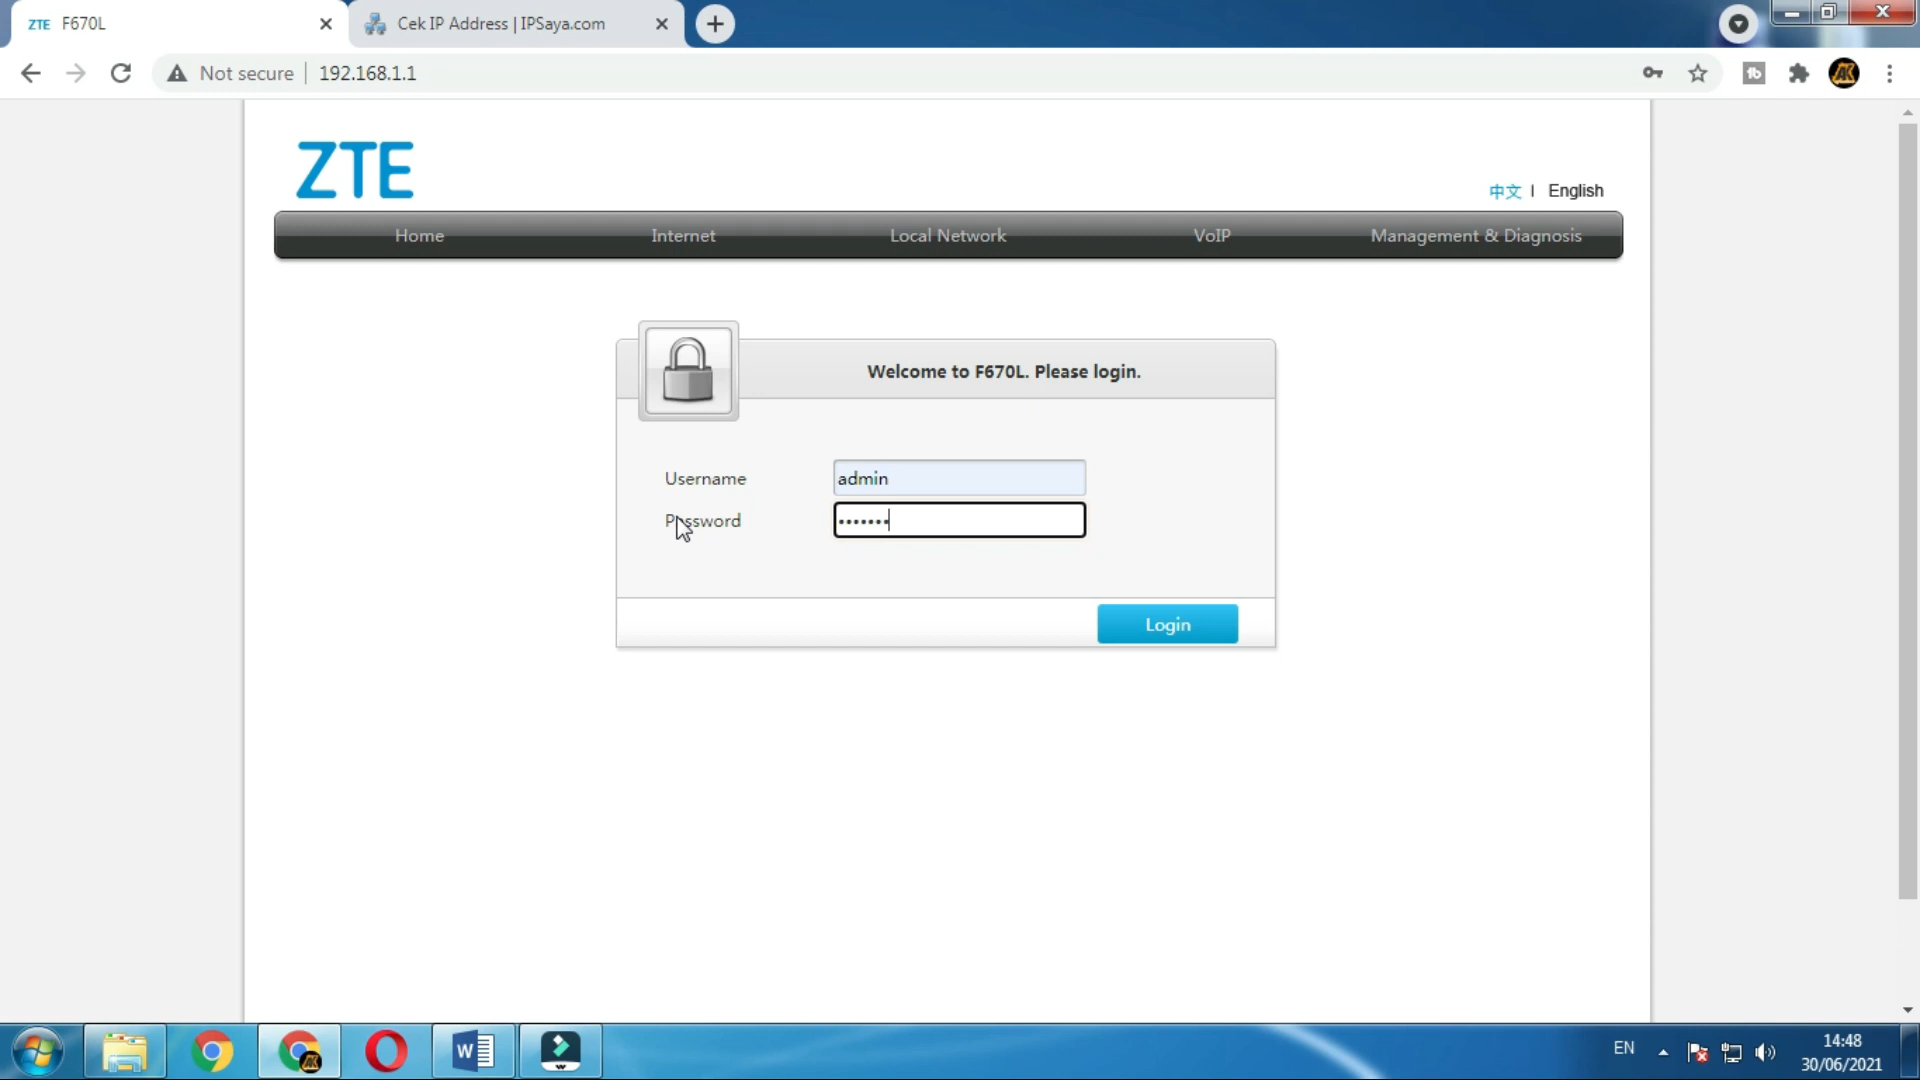 ZTE F670L
Cek IP Address | IPSaya.com
Not secure 192.168.1.1
ZTE
中文 | English
Home Internet Local Network VoIP Management & Diagnosis
Welcome to F670L. Please login.
Username admin
Password •••••••
Login
EN 14:48
30/06/2021